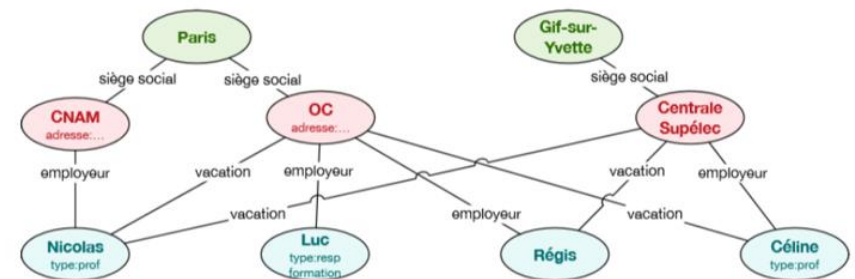 Paris
Gif-sur-
Yvette
siège social
siège social
siège social
CNAM
adresse:...
OC
adresse:...
Centrale
Supélec
employeur
vacation
employeur
vacation
employeur
vacation
employeur
vacation
Nicolas
type:prof
Luc
type:resp
formation
Régis
Céline
type:prof